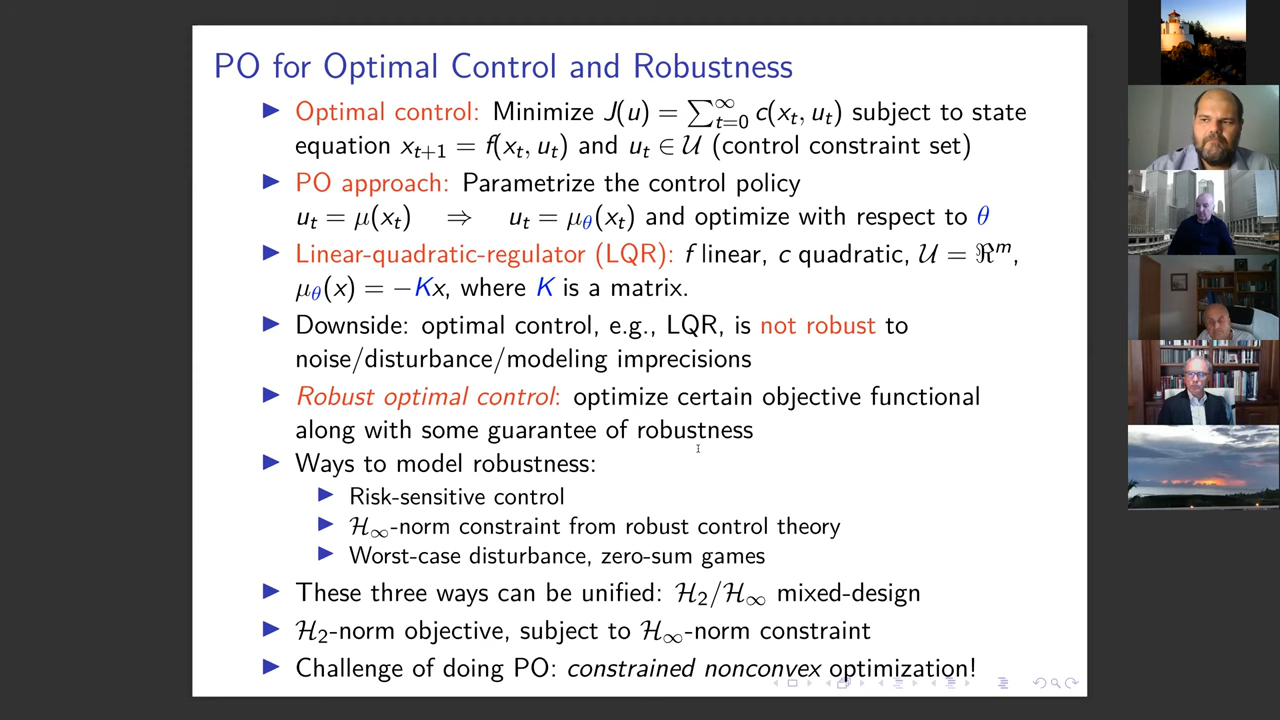 PO for Optimal Control and Robustness
Optimal control: Minimize J(u) = ∑_{t=0}^{∞} c(x_t, u_t) subject to state
equation x_{t+1} = f(x_t, u_t) and u_t ∈ 𝒰 (control constraint set)
PO approach: Parametrize the control policy
u_t = μ(x_t) ⇒ u_t = μ_θ(x_t) and optimize with respect to θ
Linear-quadratic-regulator (LQR): f linear, c quadratic, 𝒰 = ℜ^m,
μ_θ(x) = −Kx, where K is a matrix.
Downside: optimal control, e.g., LQR, is not robust to
noise/disturbance/modeling imprecisions
Robust optimal control: optimize certain objective functional
along with some guarantee of robustness
Ways to model robustness:
Risk-sensitive control
ℋ_∞-norm constraint from robust control theory
Worst-case disturbance, zero-sum games
These three ways can be unified: ℋ_2/ℋ_∞ mixed-design
ℋ_2-norm objective, subject to ℋ_∞-norm constraint
Challenge of doing PO: constrained nonconvex optimization!